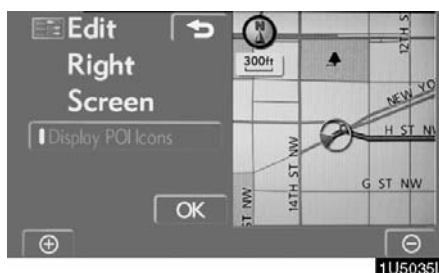 Edit
Right
Screen
Display POI Icons
OK
N
300ft
12TH S
NEW YO
H ST N
14TH ST NW
G ST NW
ST NW
1U5035I